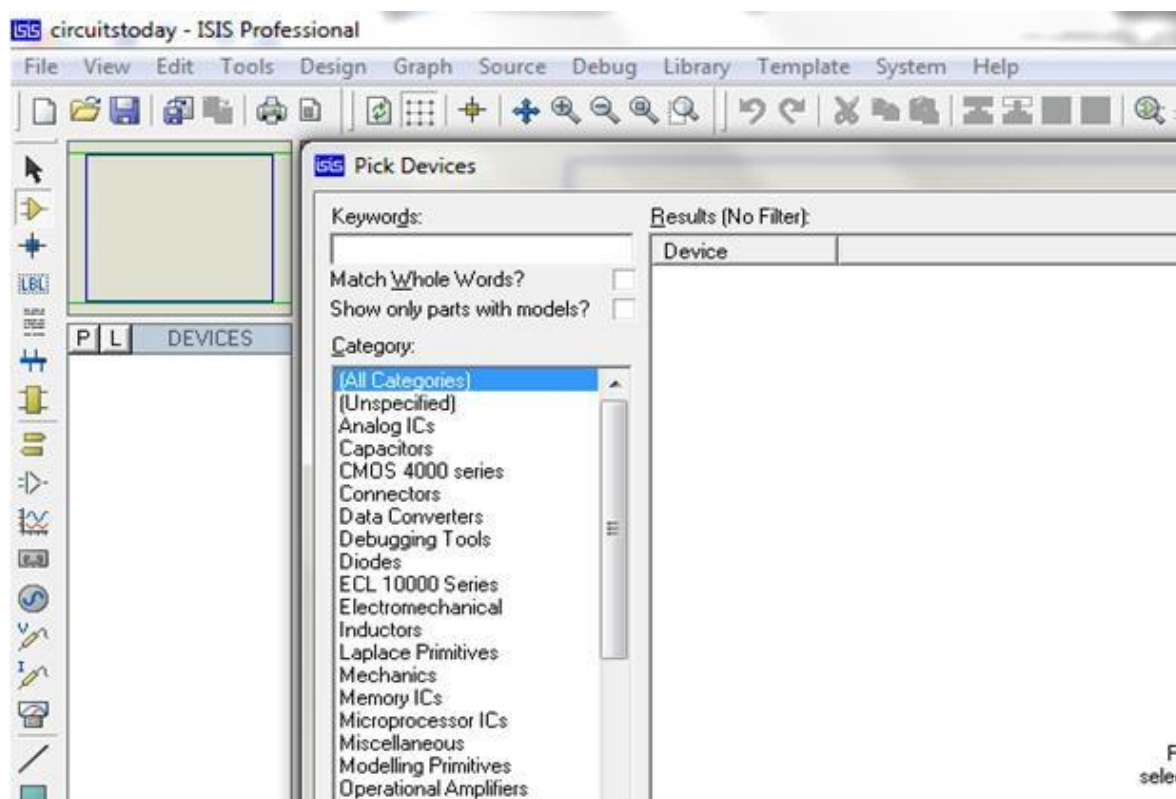 isis circuitstoday - ISIS Professional
File View Edit Tools Design Graph Source Debug Library Template System Help
isis Pick Devices
Keywords:
Results (No Filter):
Device
Match Whole Words?
Show only parts with models?
LBL
P L DEVICES
Category:
(All Categories)
(Unspecified)
Analog ICs
Capacitors
CMOS 4000 series
Connectors
Data Converters
Debugging Tools
Diodes
ECL 10000 Series
Electromechanical
Inductors
Laplace Primitives
Mechanics
Memory ICs
Microprocessor ICs
Miscellaneous
Modelling Primitives
Operational Amplifiers
V
I